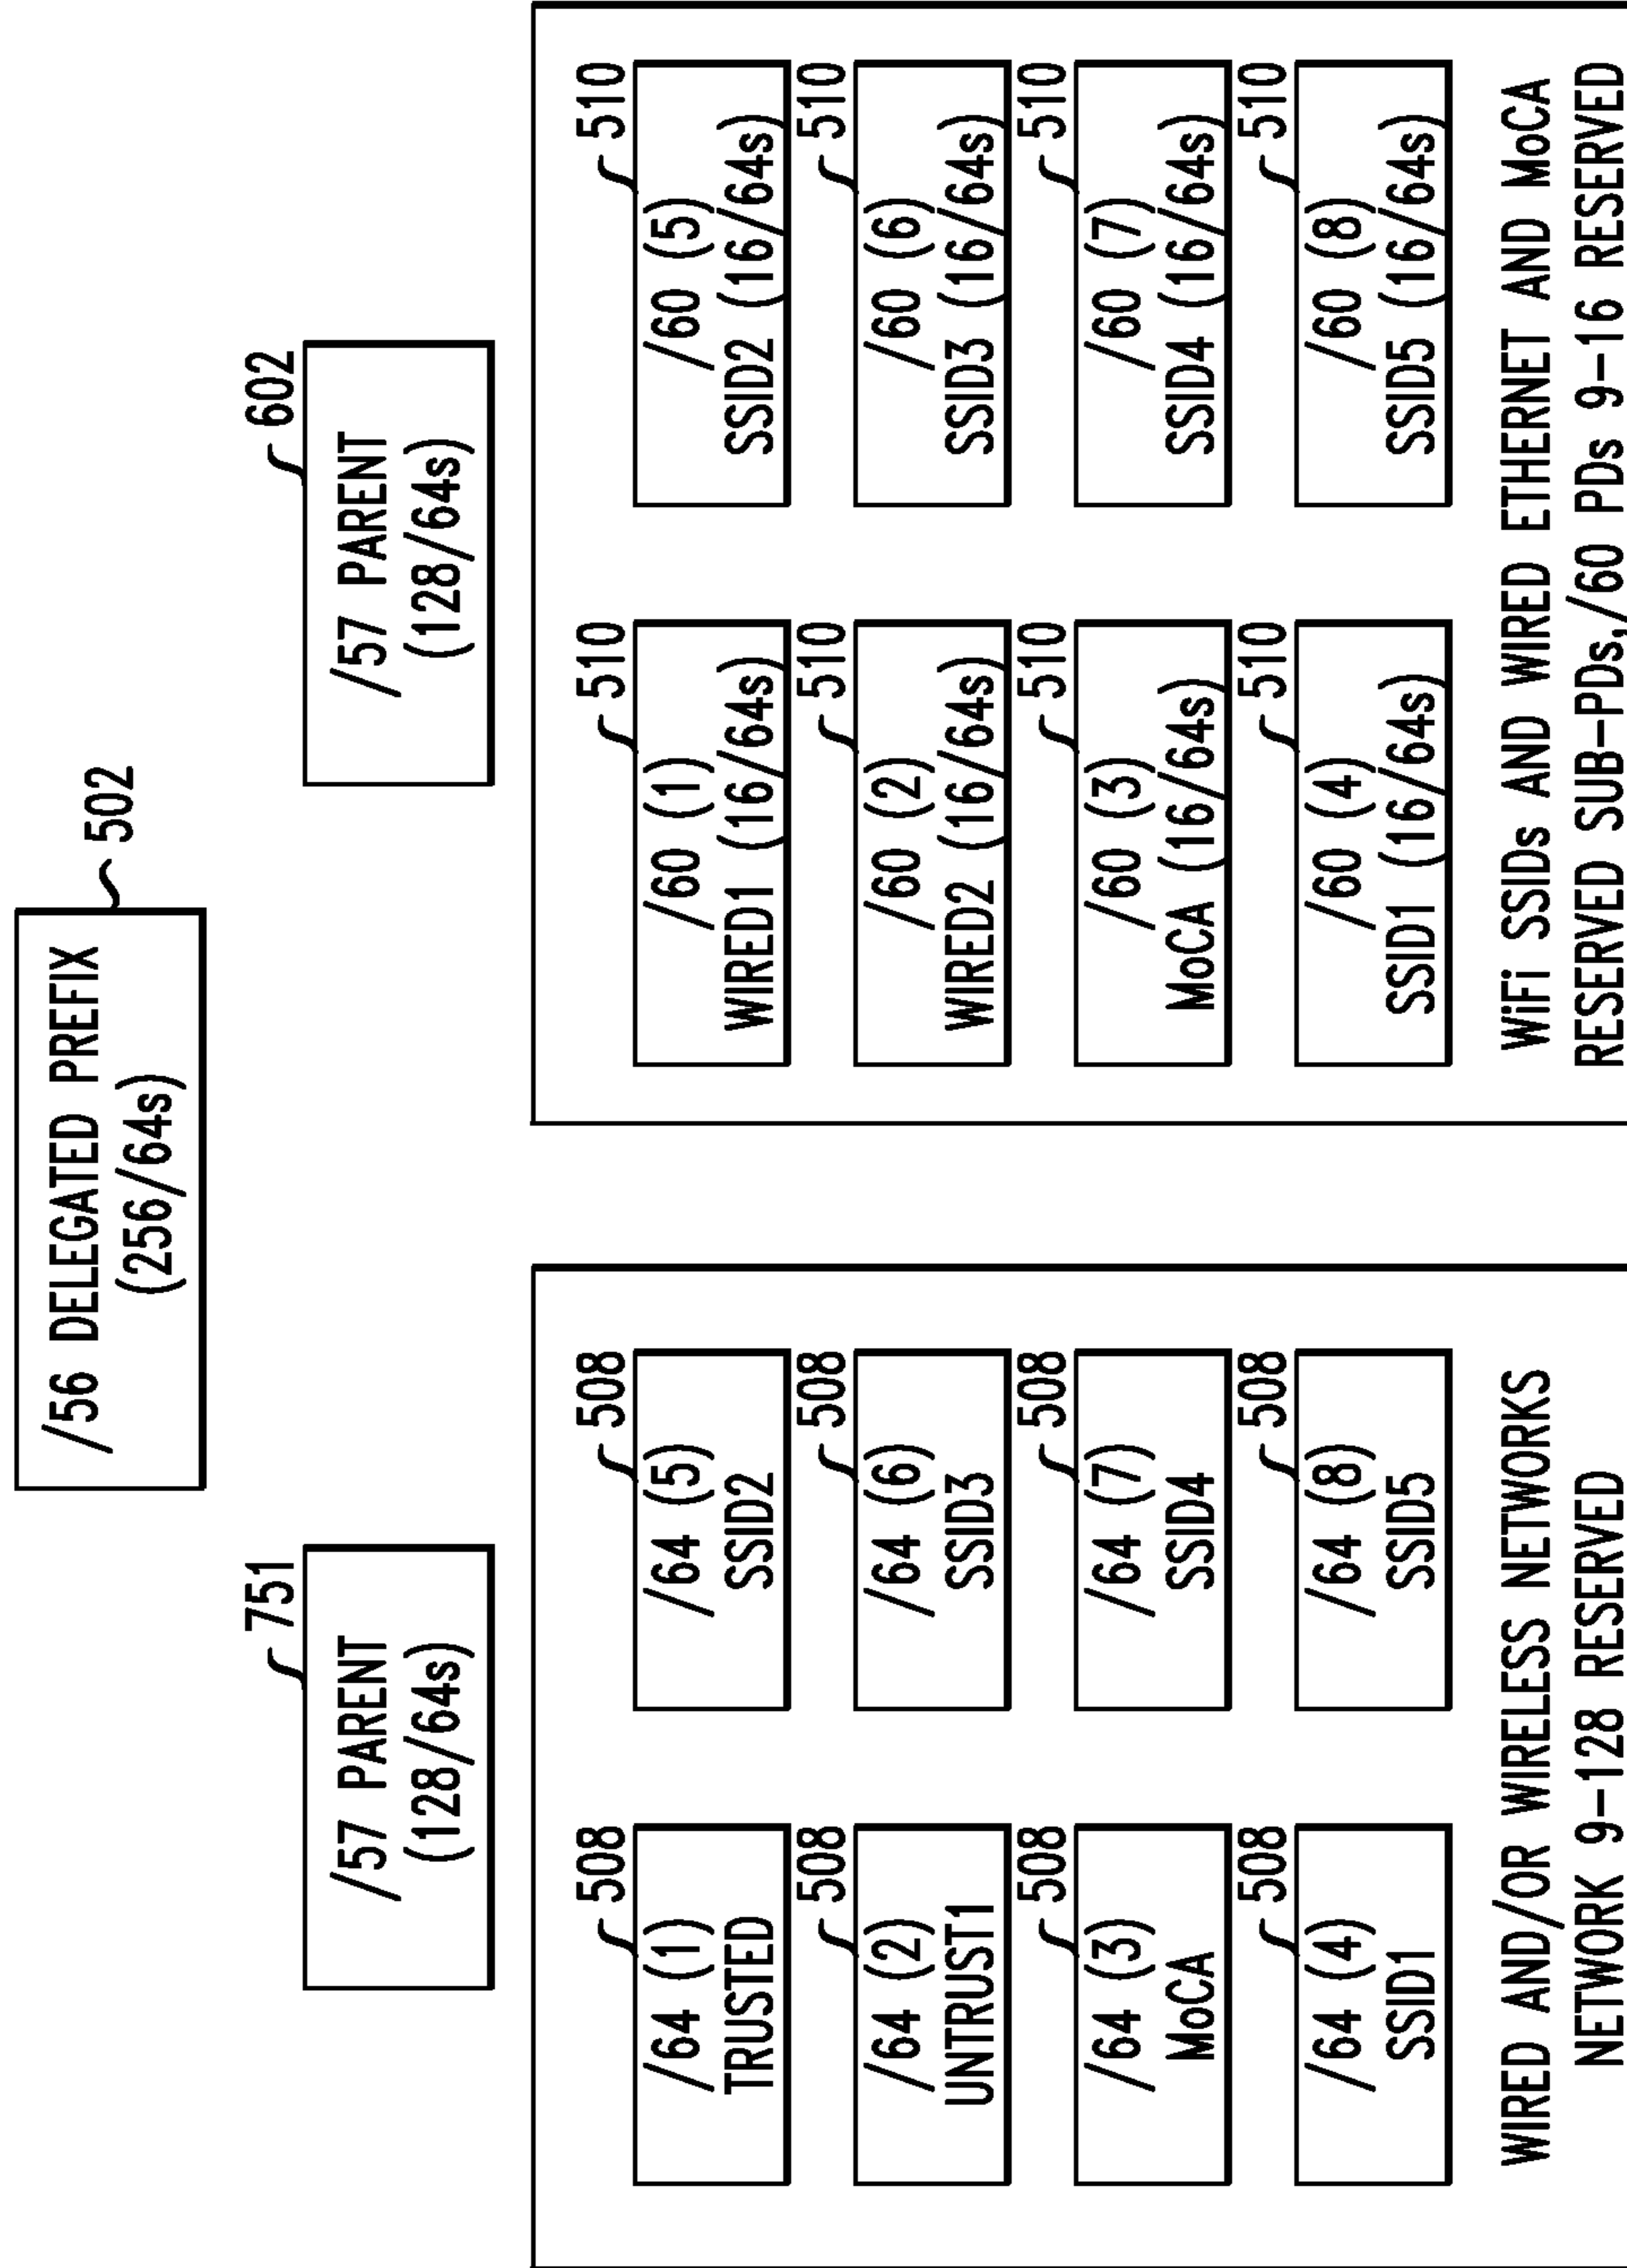 /56 DELEGATED PREFIX
(256/64s)
502
751
/57 PARENT
(128/64s)
602
/57 PARENT
(128/64s)
508
/64 (1)
TRUSTED
508
/64 (5)
SSID2
508
/64 (2)
UNTRUST1
508
/64 (6)
SSID3
508
/64 (3)
MoCA
508
/64 (7)
SSID4
508
/64 (4)
SSID1
508
/64 (8)
SSID5
WIRED AND/OR WIRELESS NETWORKS
NETWORK 9-128 RESERVED
510
/60 (1)
WIRED1 (16/64s)
510
/60 (5)
SSID2 (16/64s)
510
/60 (2)
WIRED2 (16/64s)
510
/60 (6)
SSID3 (16/64s)
510
/60 (3)
MoCA (16/64s)
510
/60 (7)
SSID4 (16/64s)
510
/60 (4)
SSID1 (16/64s)
510
/60 (8)
SSID5 (16/64s)
WiFi SSIDs AND WIRED ETHERNET AND MoCA
RESERVED SUB-PDs,/60 PDs 9-16 RESERVED